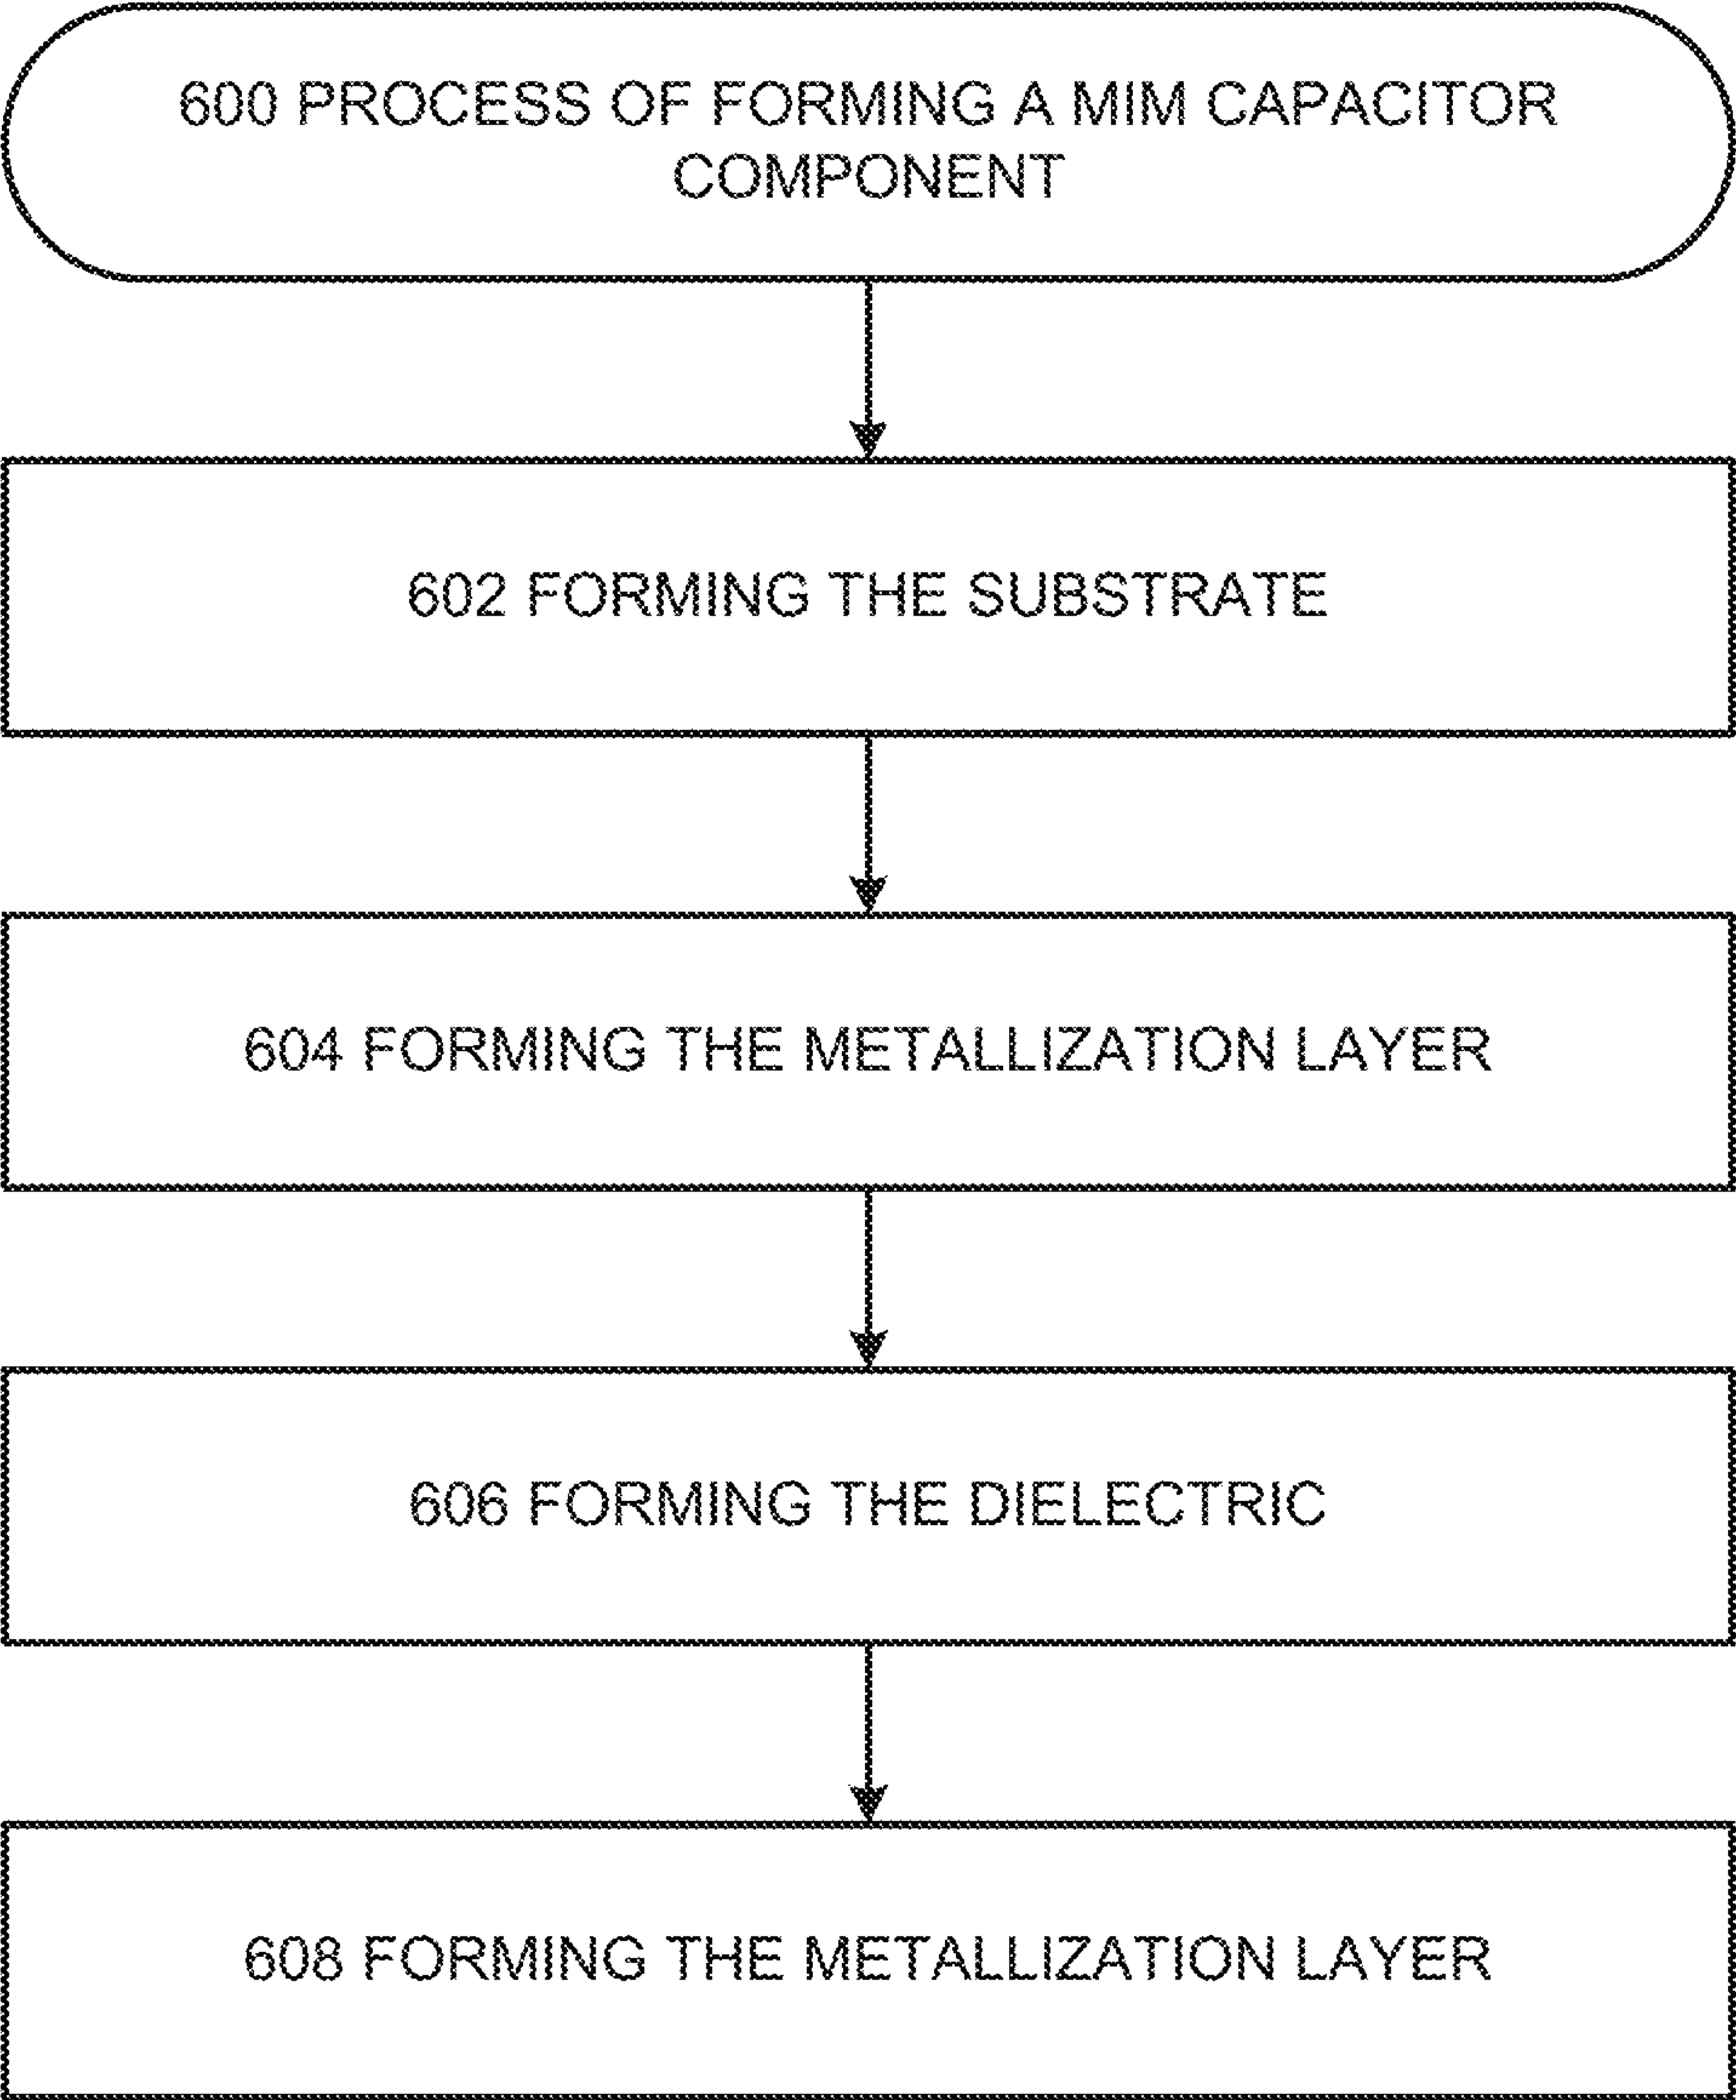 600 PROCESS OF FORMING A MIM CAPACITOR
COMPONENT
602 FORMING THE SUBSTRATE
604 FORMING THE METALLIZATION LAYER
606 FORMING THE DIELECTRIC
608 FORMING THE METALLIZATION LAYER